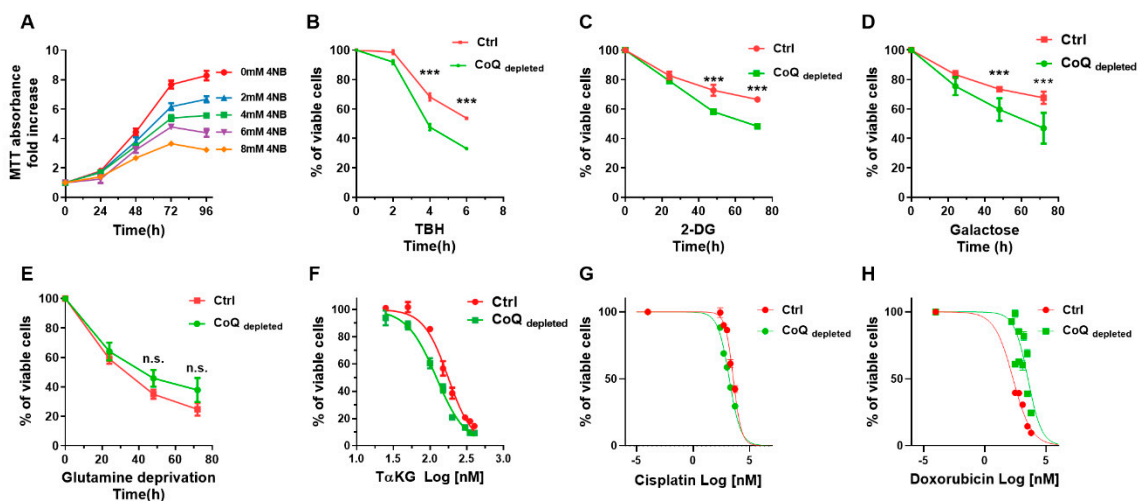 A
MTT absorbance
fold increase
10
8
6
4
2
0
0
24
48
72
96
Time(h)
0mM 4NB
2mM 4NB
4mM 4NB
6mM 4NB
8mM 4NB
B
% of viable cells
100
80
60
40
20
0
0
2
4
6
8
TBH
Time(h)
Ctrl
CoQ depleted
***
***
C
% of viable cells
100
80
60
40
20
0
0
20
40
60
80
2-DG
Time(h)
Ctrl
CoQ depleted
***
***
D
% of viable cells
100
80
60
40
20
0
0
20
40
60
80
Galactose
Time (h)
Ctrl
CoQ depleted
***
***
E
% of viable cells
100
80
60
40
20
0
0
20
40
60
80
Glutamine deprivation
Time(h)
Ctrl
CoQ depleted
n.s.
n.s.
F
% of viable cells
100
80
60
40
20
0
1.0
1.5
2.0
2.5
3.0
TαKG Log [nM]
Ctrl
CoQ depleted
G
% of viable cells
100
50
0
-5
0
5
Cisplatin Log [nM]
Ctrl
CoQ depleted
H
% of viable cells
100
50
0
-5
0
5
Doxorubicin Log [nM]
Ctrl
CoQ depleted